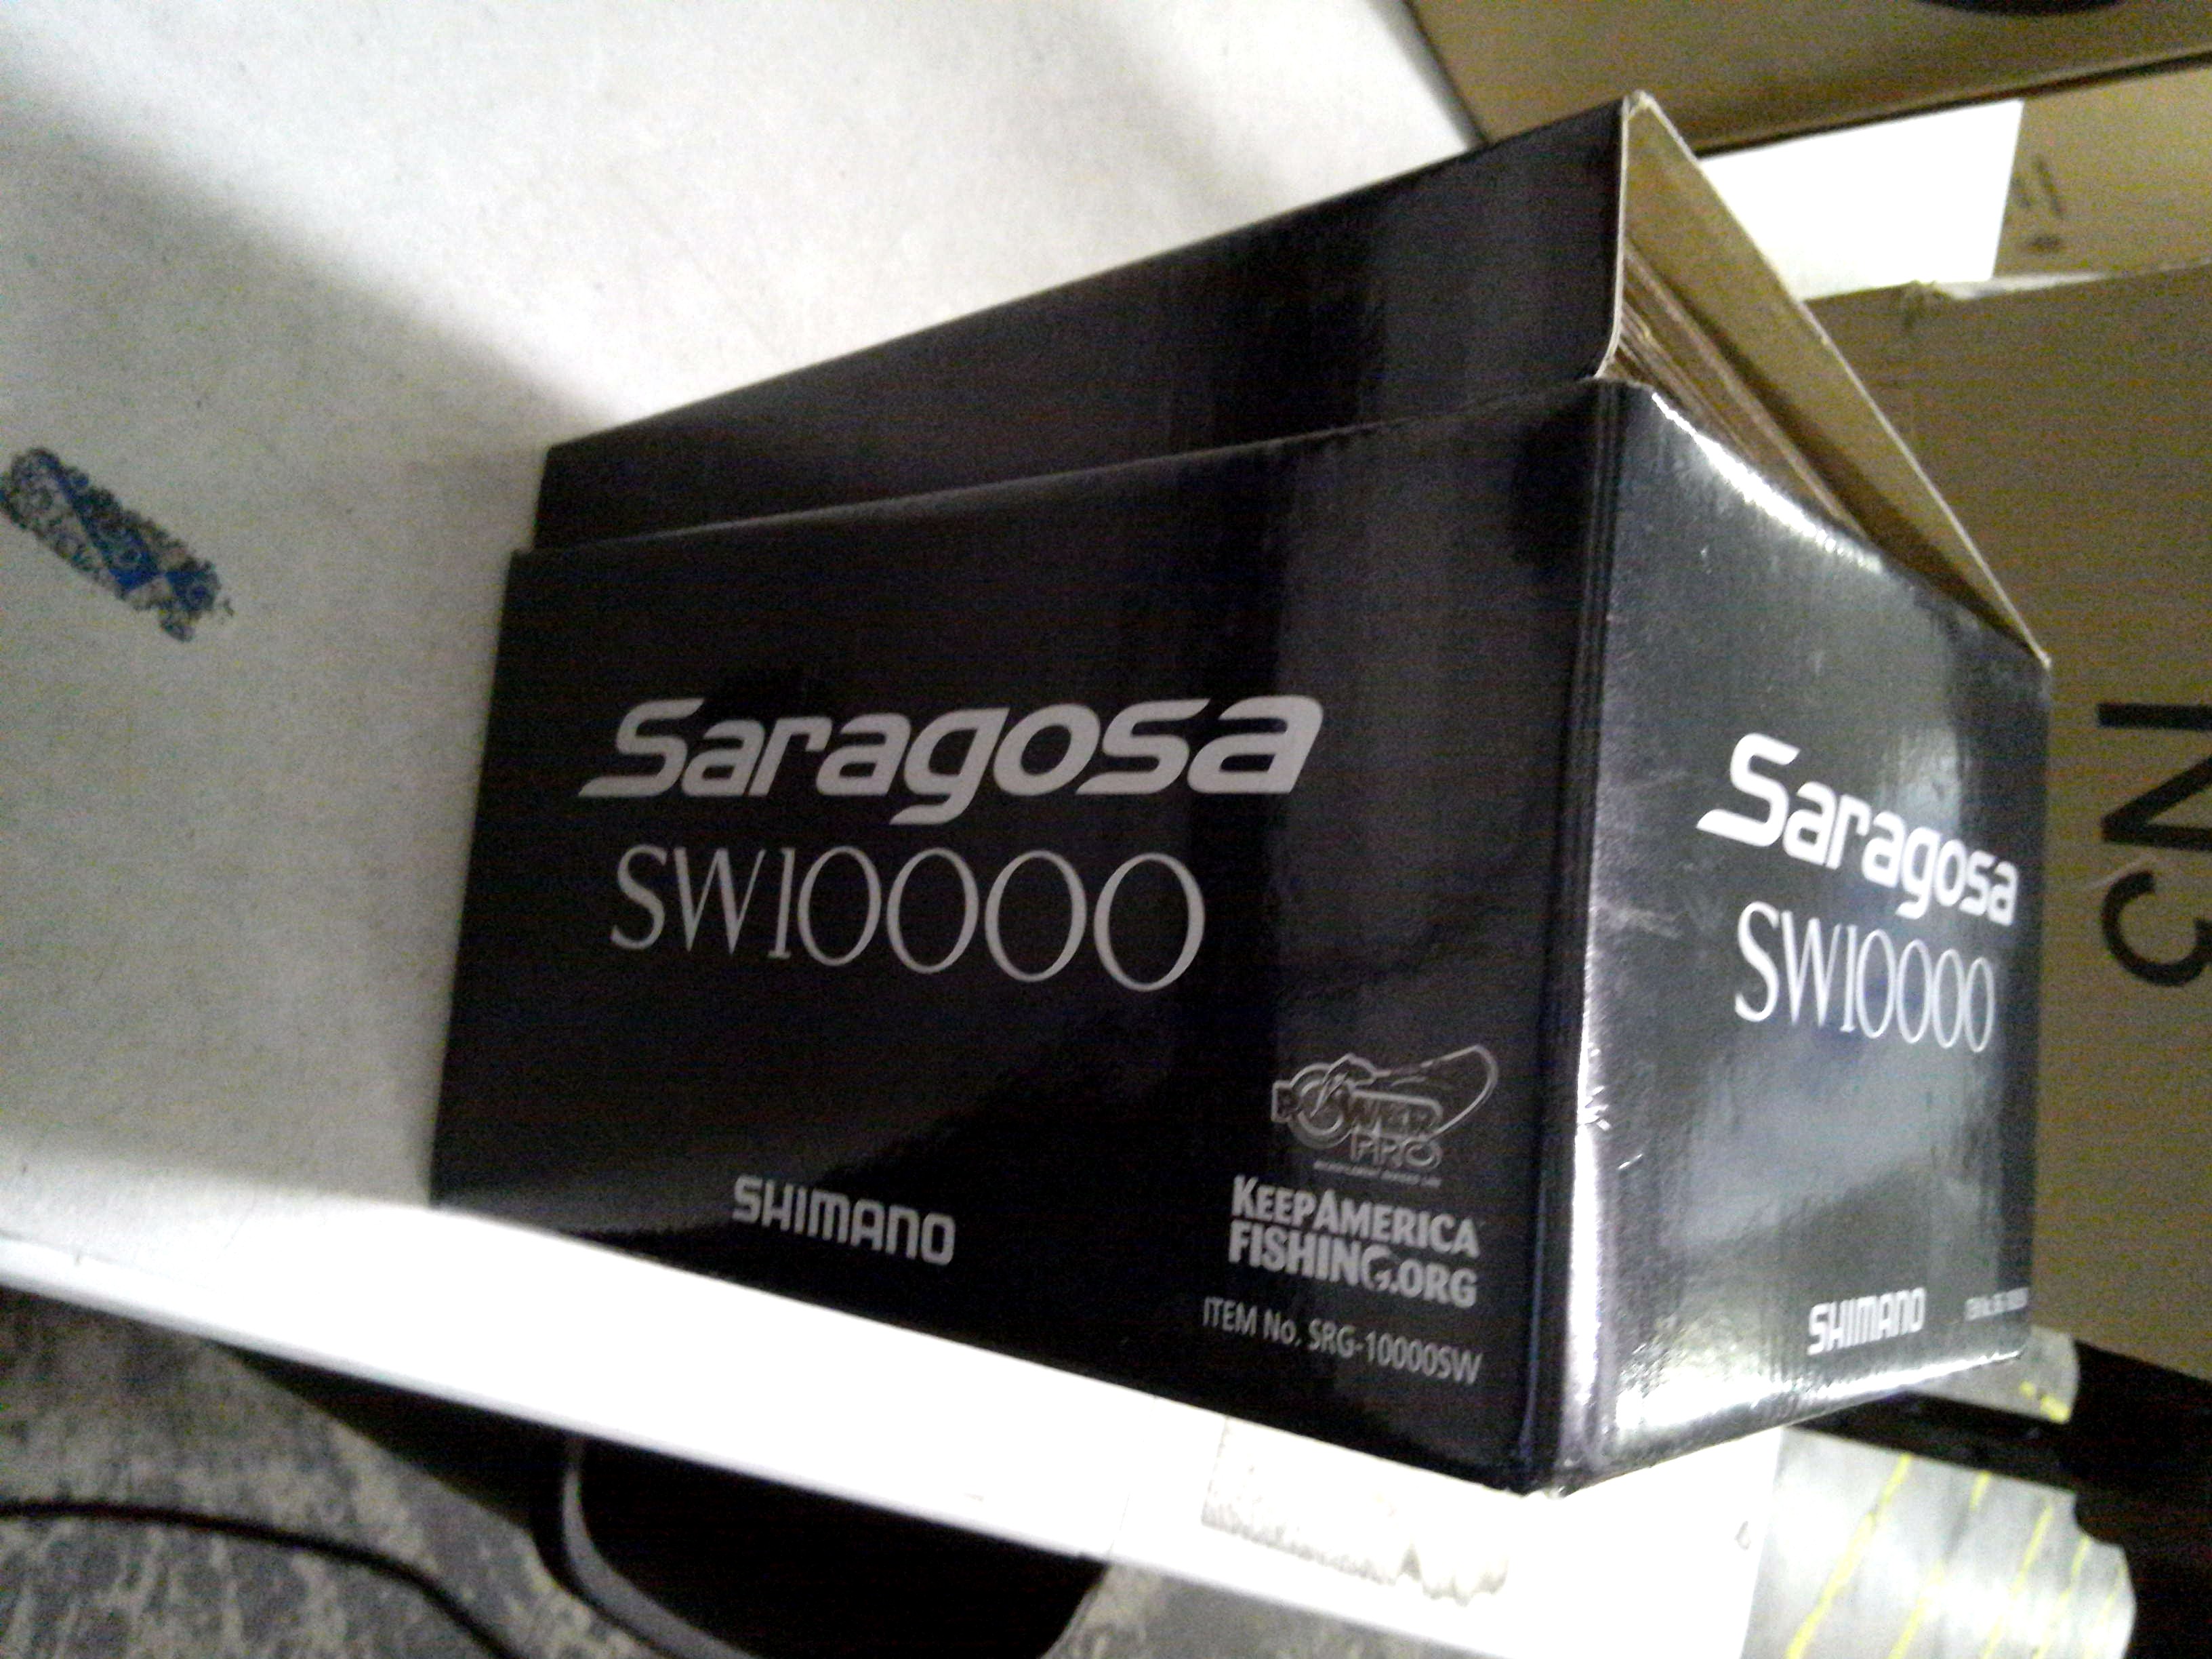 Saragosa
SW10000
POWER
PRO
KEEPAMERICA
FISHING.ORG
SHIMANO
ITEM No. SRG-10000SW
Saragosa
SW10000
SHIMANO